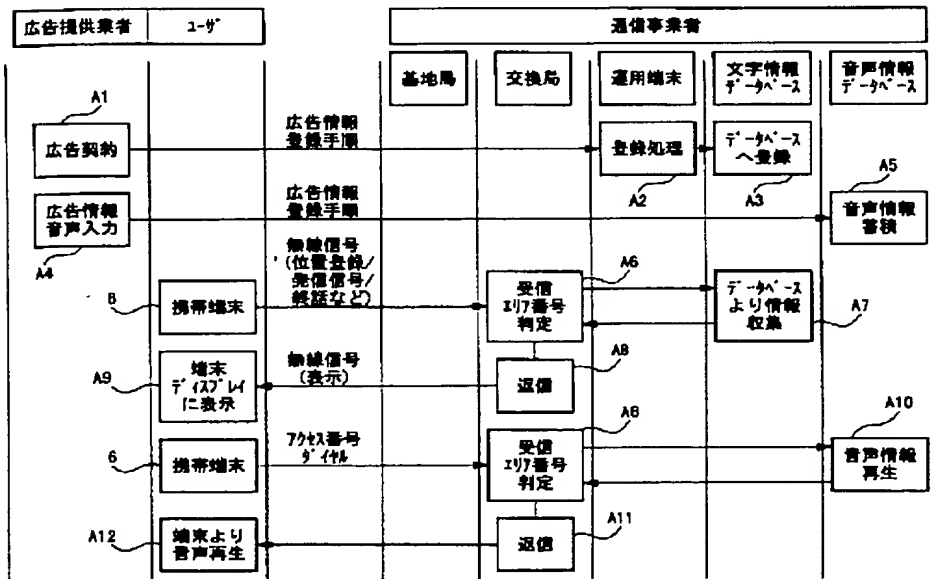 広告提供業者
ユーザ
通信事業者
基地局
交換局
運用端末
文字情報
データベース
音声情報
データベース
A1
広告契約
広告情報
登録手順
登録処理
データベース
へ登録
A2
A3
A5
広告情報
音声入力
広告情報
登録手順
音声情報
蓄積
A4
無線信号
(位置登録/
発信信号/
終話など)
A6
8
携帯端末
受信
エリア番号
判定
データベース
より情報
収集
A7
A9
端末
ディスプレイ
に表示
無線信号
(表示)
A8
返信
A6
A10
6
携帯端末
アクセス番号
ダイヤル
受信
エリア番号
判定
音声情報
再生
A12
端末より
音声再生
返信
A11